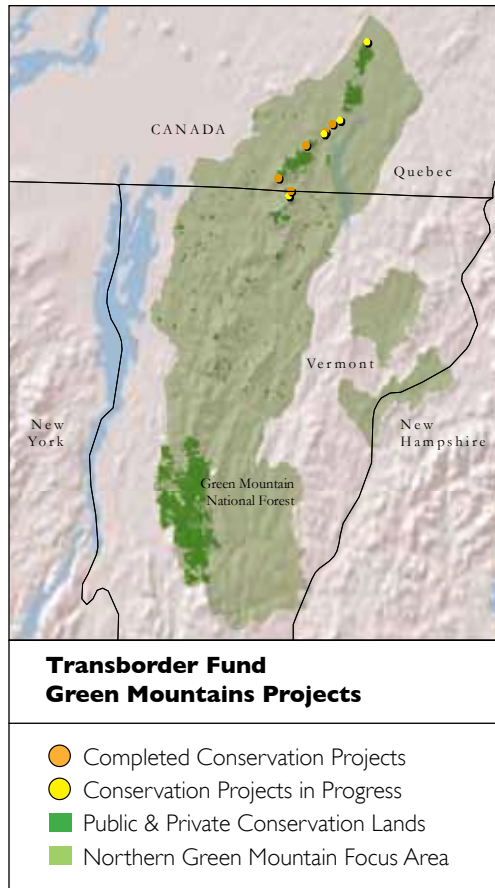 CANADA
Quebec
Vermont
New
York
New
Hampshire
Green Mountain
National Forest
Transborder Fund
Green Mountains Projects
Completed Conservation Projects
Conservation Projects in Progress
Public & Private Conservation Lands
Northern Green Mountain Focus Area